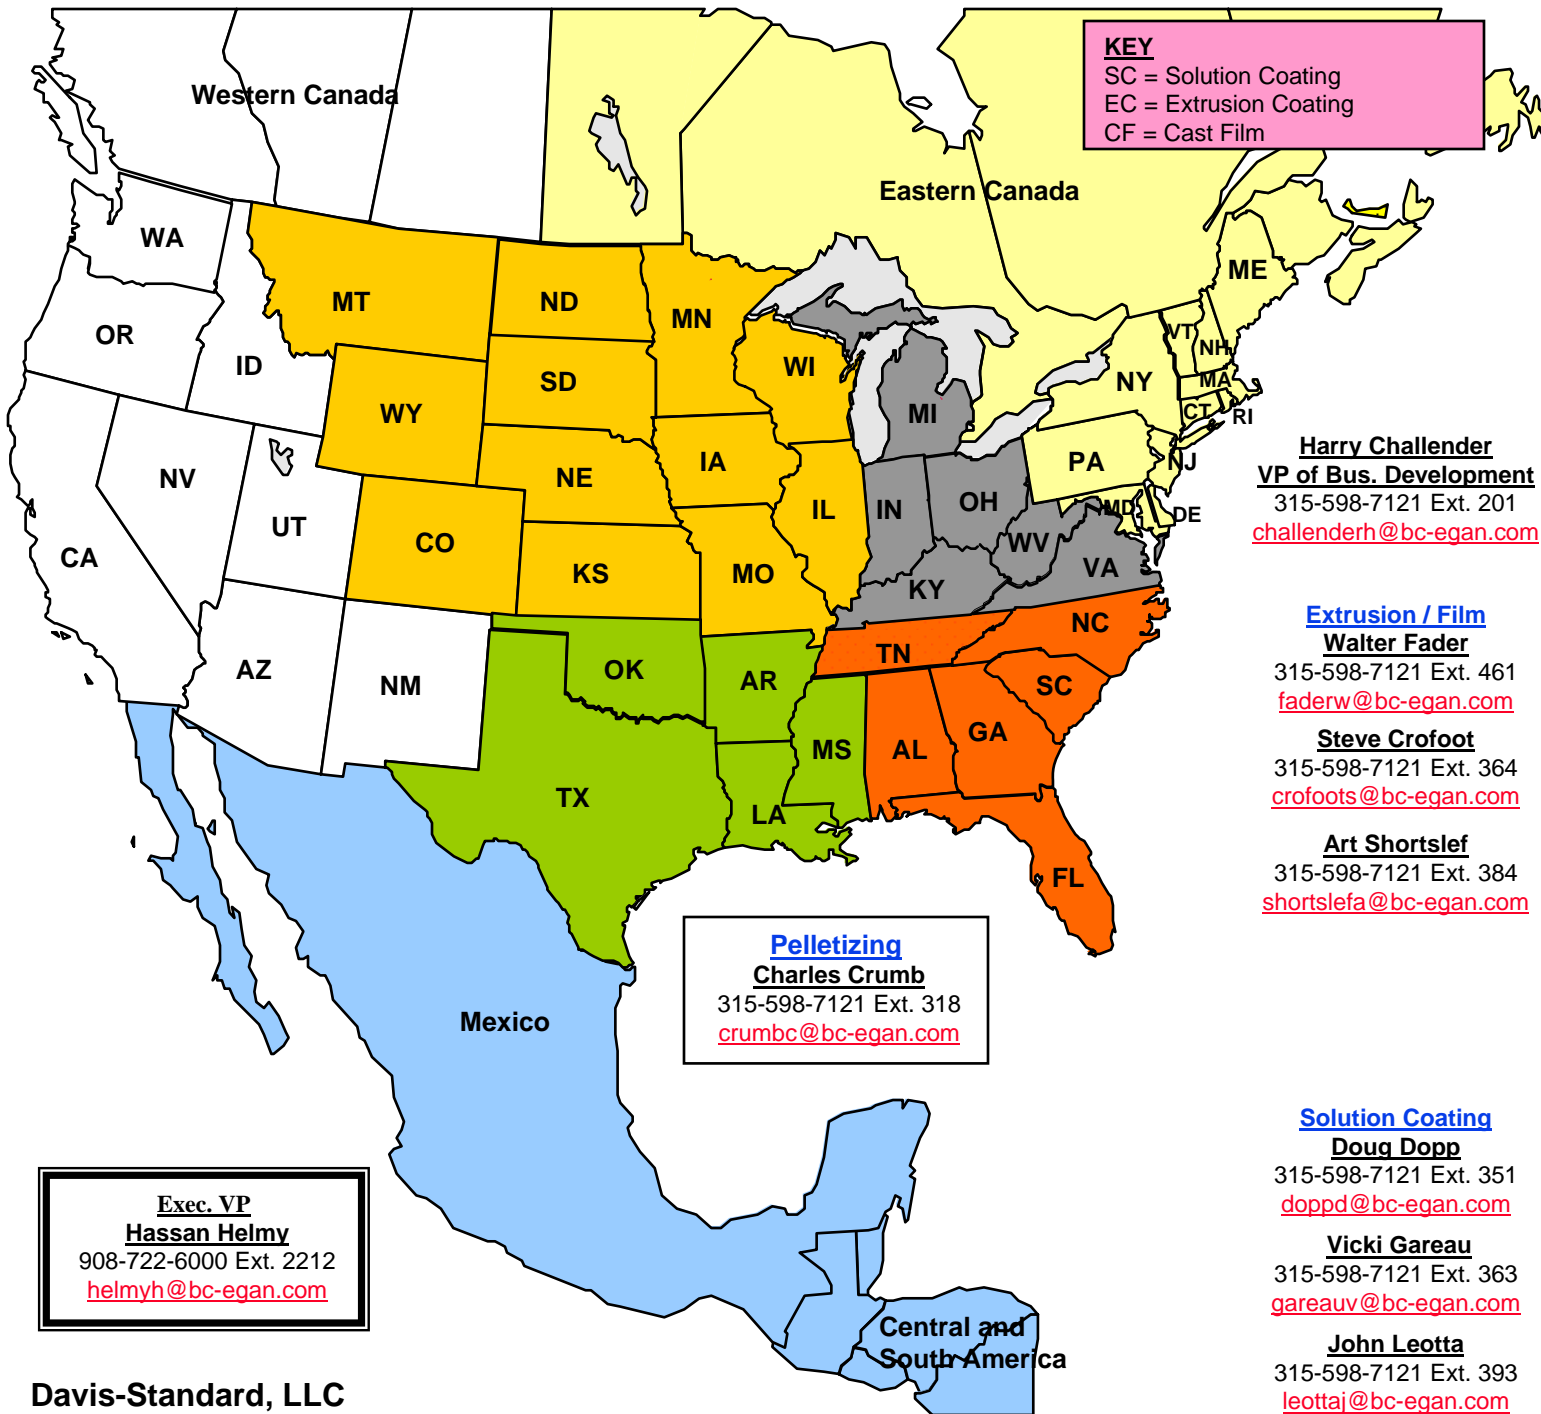 KEY
SC = Solution Coating
EC = Extrusion Coating
CF = Cast Film
Western Canada
Eastern Canada
WA
MT
ND
MN
ME
OR
ID
SD
WI
VT
NH
WY
MI
NY
MA
CT
RI
NV
NE
IA
PA
NJ
UT
CO
IL
IN
OH
MD
DE
CA
KS
MO
WV
VA
KY
AZ
NM
OK
AR
TN
NC
SC
TX
LA
MS
AL
GA
FL
Mexico
Central and
South America
Harry Challender
VP of Bus. Development
315-598-7121 Ext. 201
challenderh@bc-egan.com
Extrusion / Film
Walter Fader
315-598-7121 Ext. 461
faderw@bc-egan.com
Steve Crofoot
315-598-7121 Ext. 364
crofoots@bc-egan.com
Art Shortslef
315-598-7121 Ext. 384
shortslefa@bc-egan.com
Pelletizing
Charles Crumb
315-598-7121 Ext. 318
crumbc@bc-egan.com
Solution Coating
Doug Dopp
315-598-7121 Ext. 351
doppd@bc-egan.com
Vicki Gareau
315-598-7121 Ext. 363
gareauv@bc-egan.com
John Leotta
315-598-7121 Ext. 393
leottaj@bc-egan.com
Exec. VP
Hassan Helmy
908-722-6000 Ext. 2212
helmyh@bc-egan.com
Davis-Standard, LLC